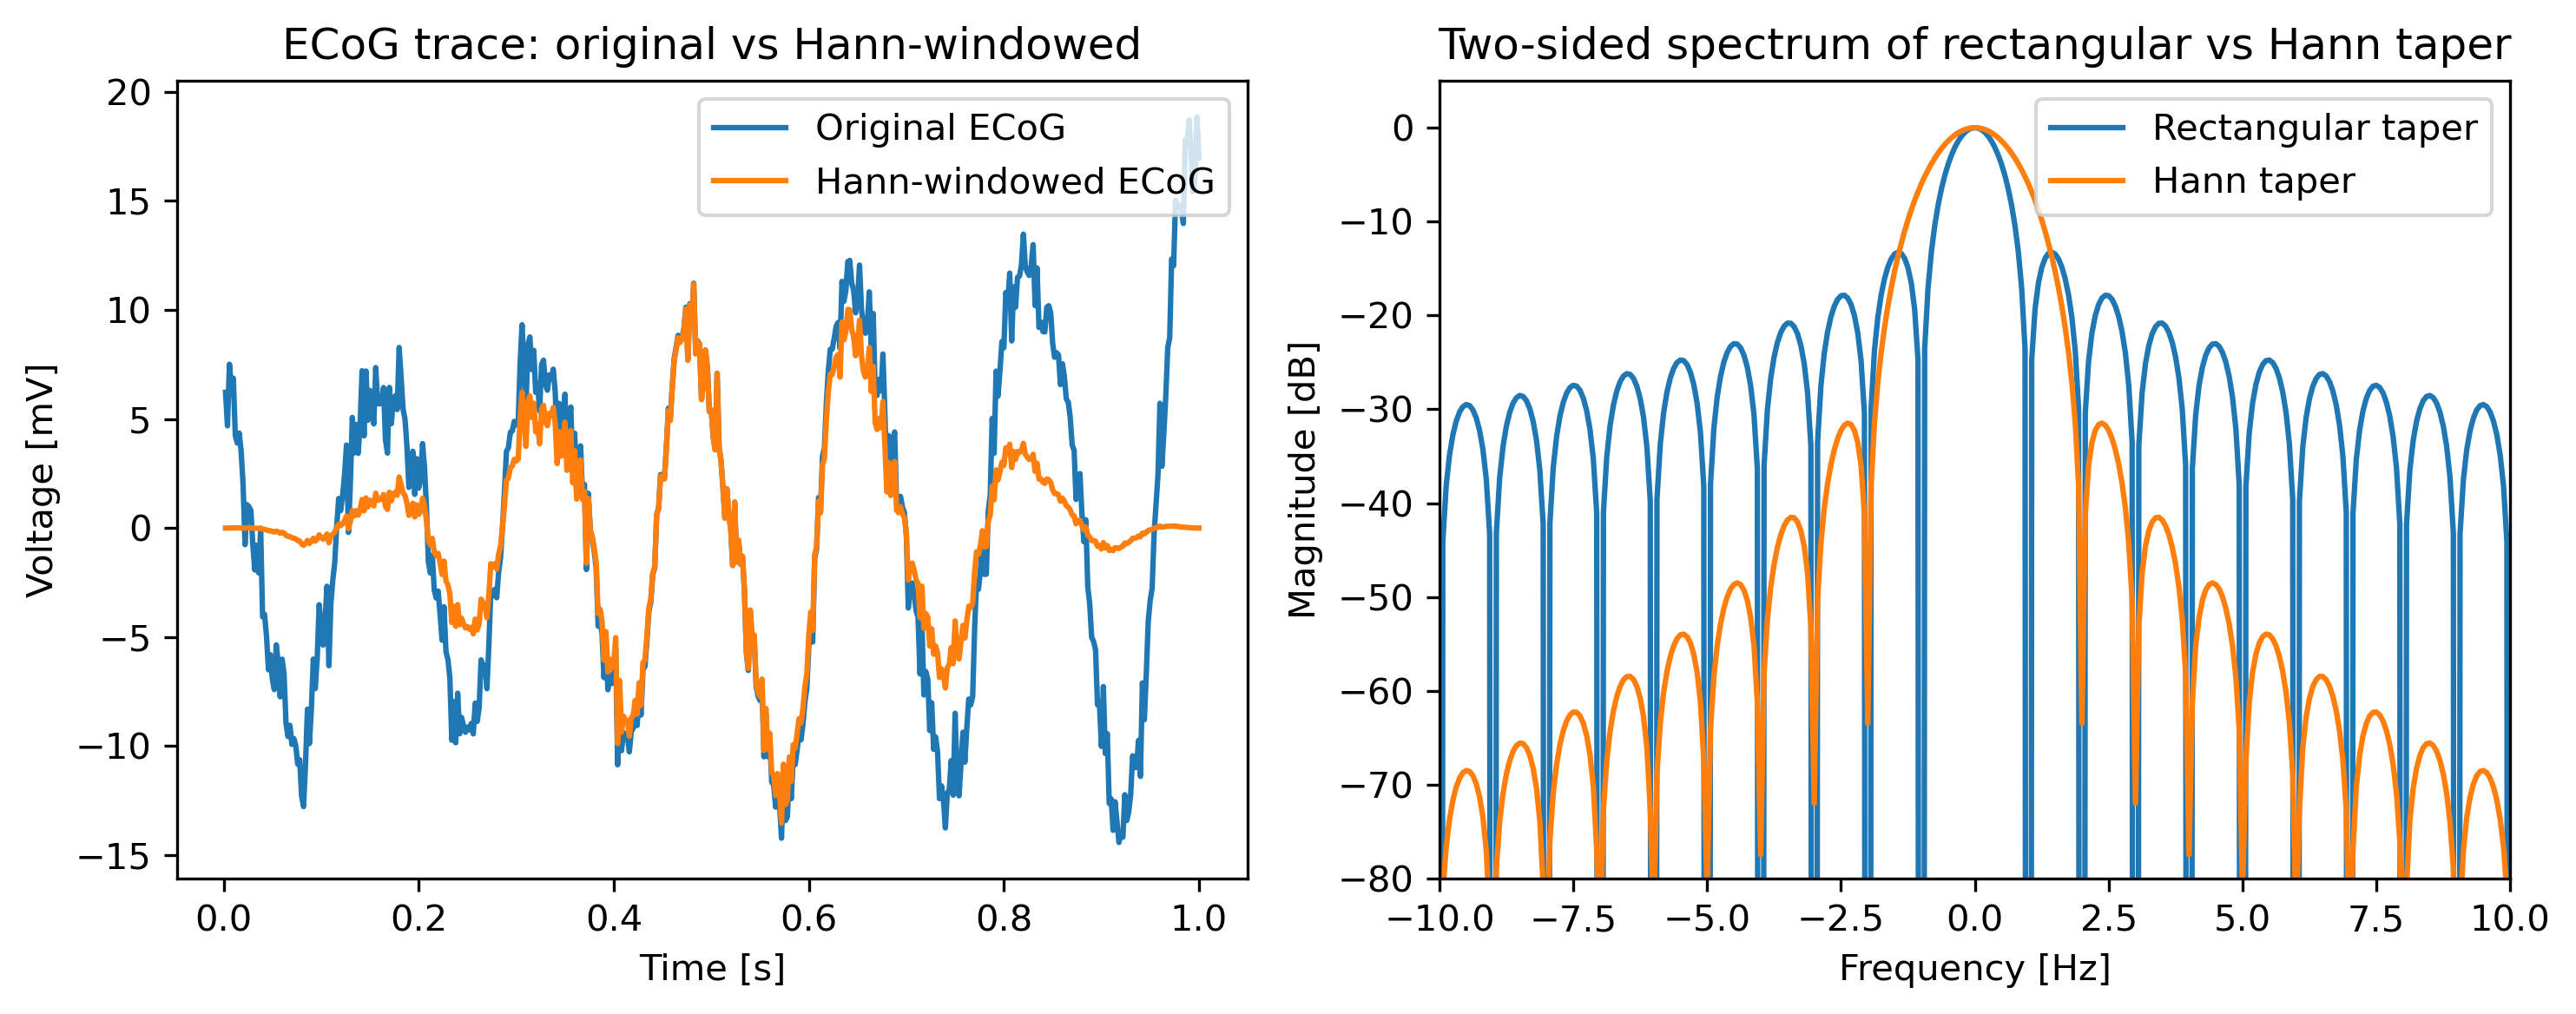 ECoG trace: original vs Hann-windowed
20
15
10
5
0
−5
−10
−15
Voltage [mV]
Original ECoG
Hann-windowed ECoG
0.0 0.2 0.4 0.6 0.8 1.0
Time [s]
Two-sided spectrum of rectangular vs Hann taper
0
−10
−20
−30
−40
−50
−60
−70
−80
Magnitude [dB]
Rectangular taper
Hann taper
−10.0 −7.5 −5.0 −2.5 0.0 2.5 5.0 7.5 10.0
Frequency [Hz]